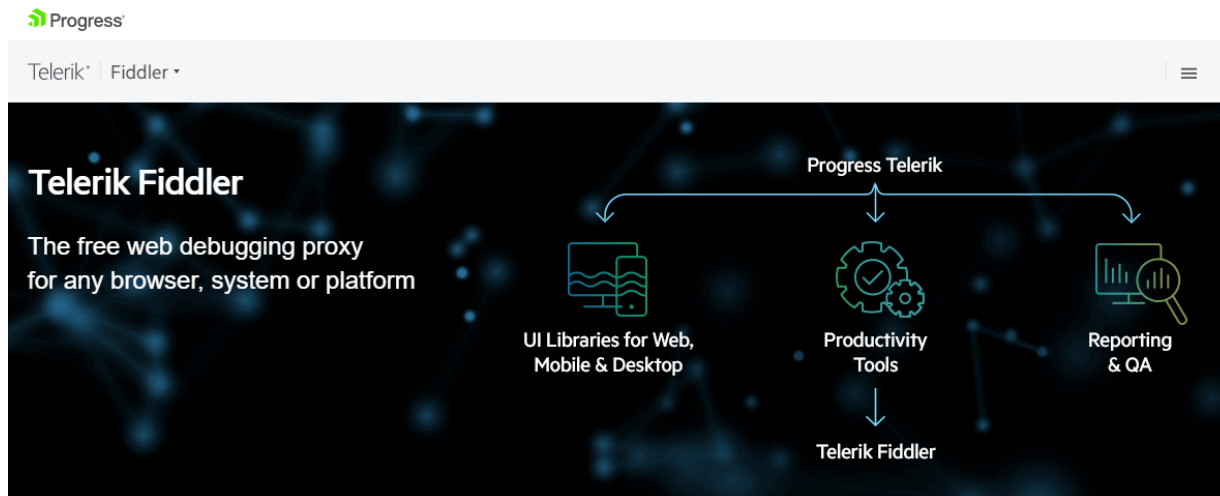 Progress®
Telerik®
Fiddler
Telerik Fiddler
The free web debugging proxy
for any browser, system or platform
Progress Telerik
UI Libraries for Web,
Mobile & Desktop
Productivity
Tools
Reporting
& QA
Telerik Fiddler